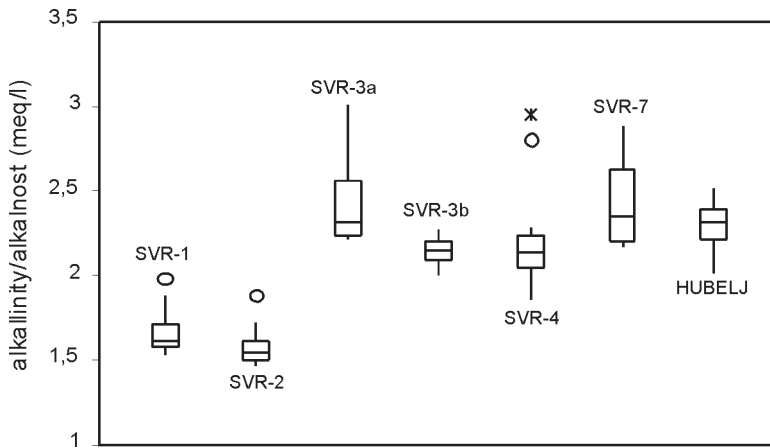 3,5
3
2,5
2
1,5
1
alkallinity/alkalnost (meq/l)
SVR-1
SVR-2
SVR-3a
SVR-3b
SVR-4
SVR-7
HUBELJ